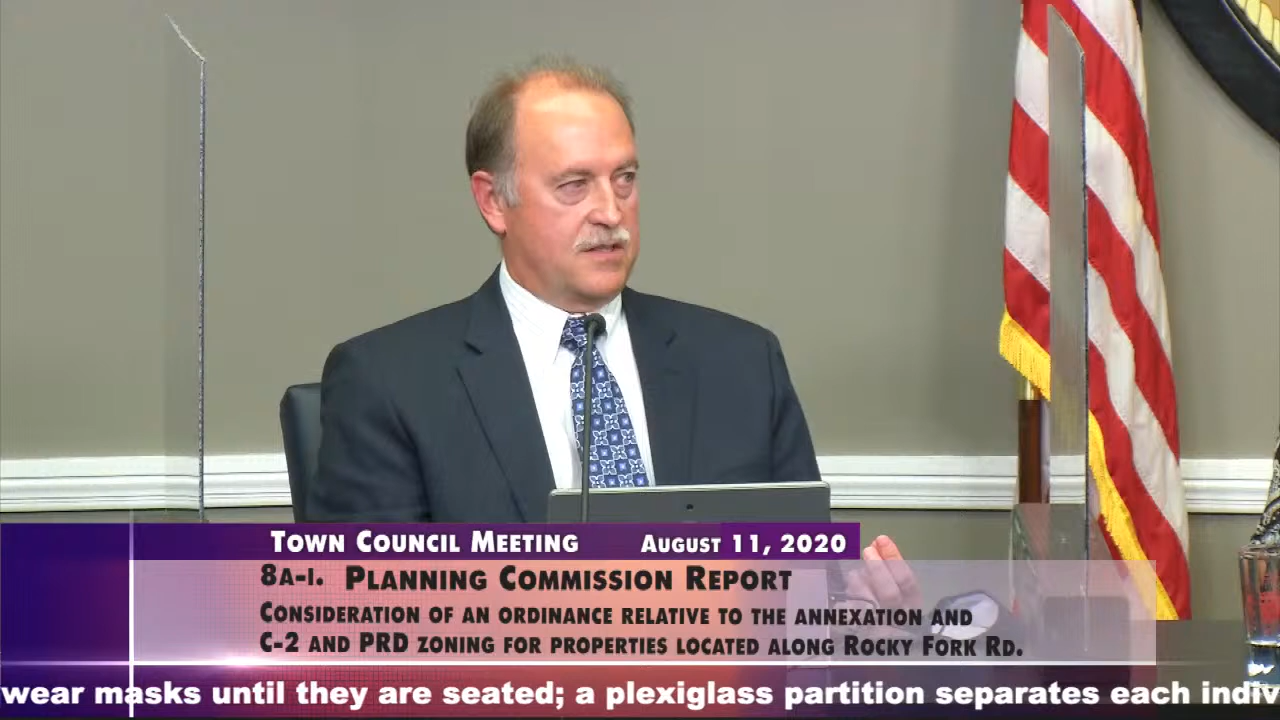 Town Council Meeting August 11, 2020
8a-i. Planning Commission Report
Consideration of an ordinance relative to the annexation and
C-2 and PRD zoning for properties located along Rocky Fork Rd.
wear masks until they are seated; a plexiglass partition separates each indiv